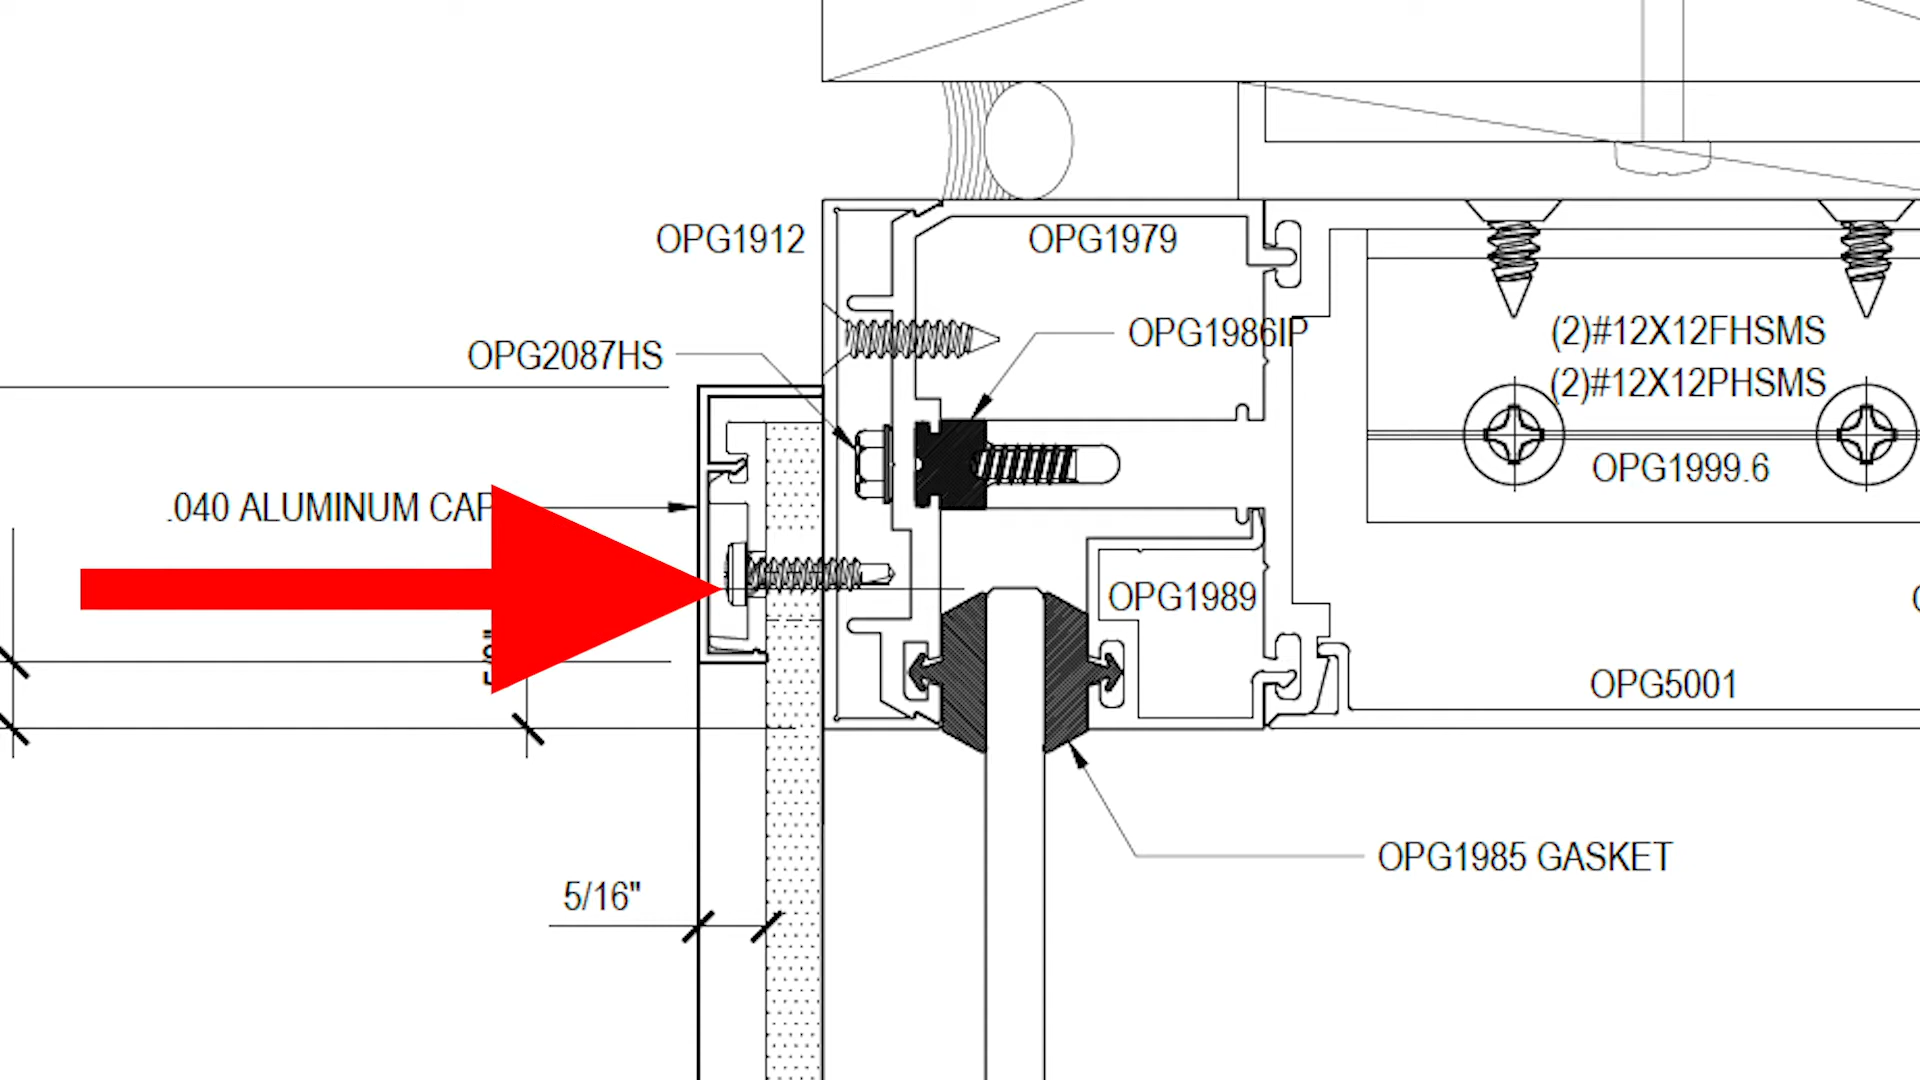 OPG1912
OPG1979
OPG2087HS
OPG1986IP
(2)#12X12FHSMS
(2)#12X12PHSMS
OPG1999.6
.040 ALUMINUM CAP
OPG1989
OPG5001
OPG1985 GASKET
5/16"